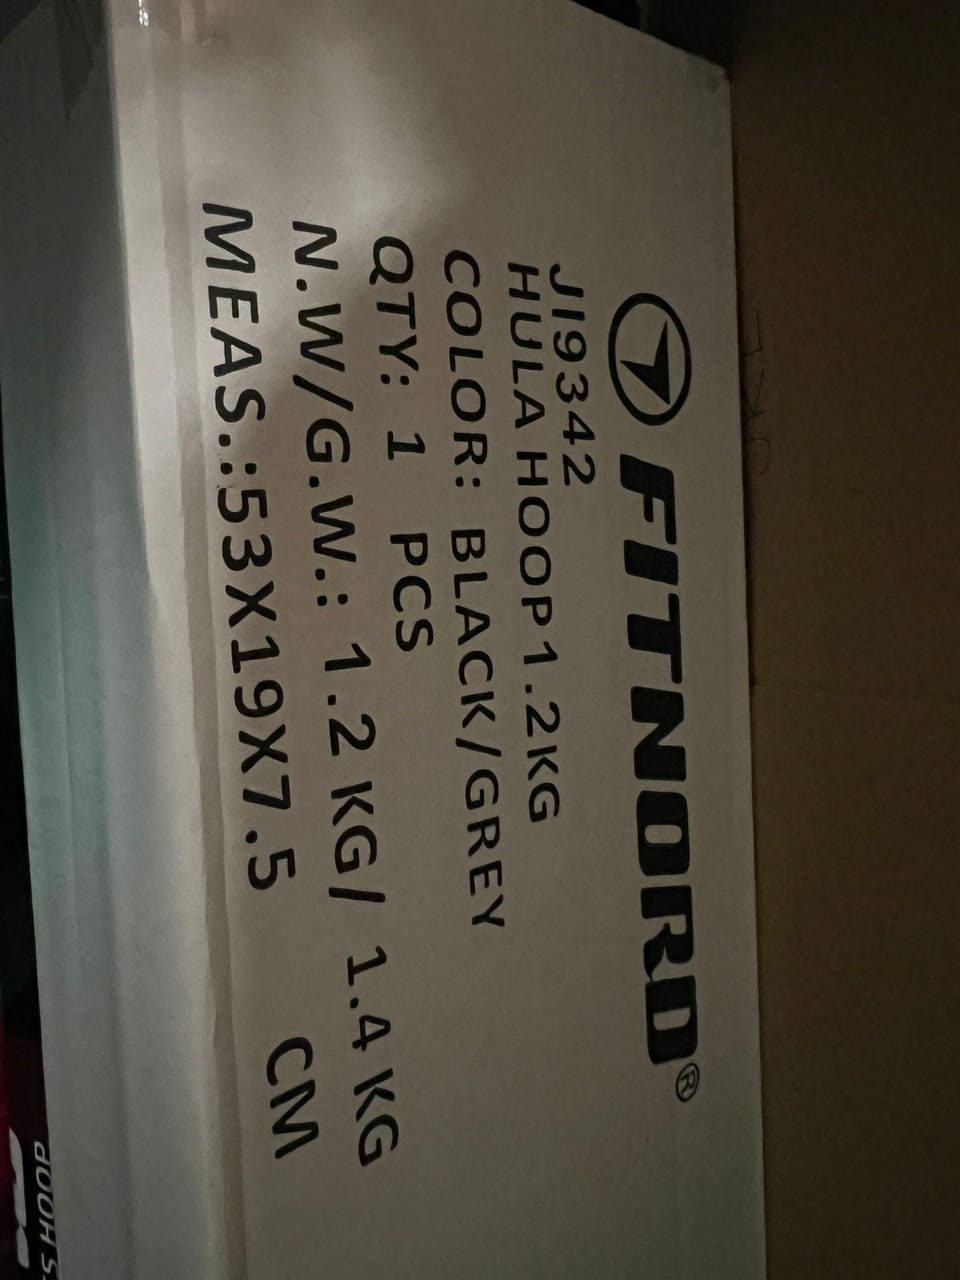 FITNORD®
JI9342
HULA HOOP 1.2KG
COLOR: BLACK/GREY
QTY: 1 PCS
N.W/G.W.: 1.2 KG/ 1.4 KG
MEAS.:53X19X7.5 CM
HOOP